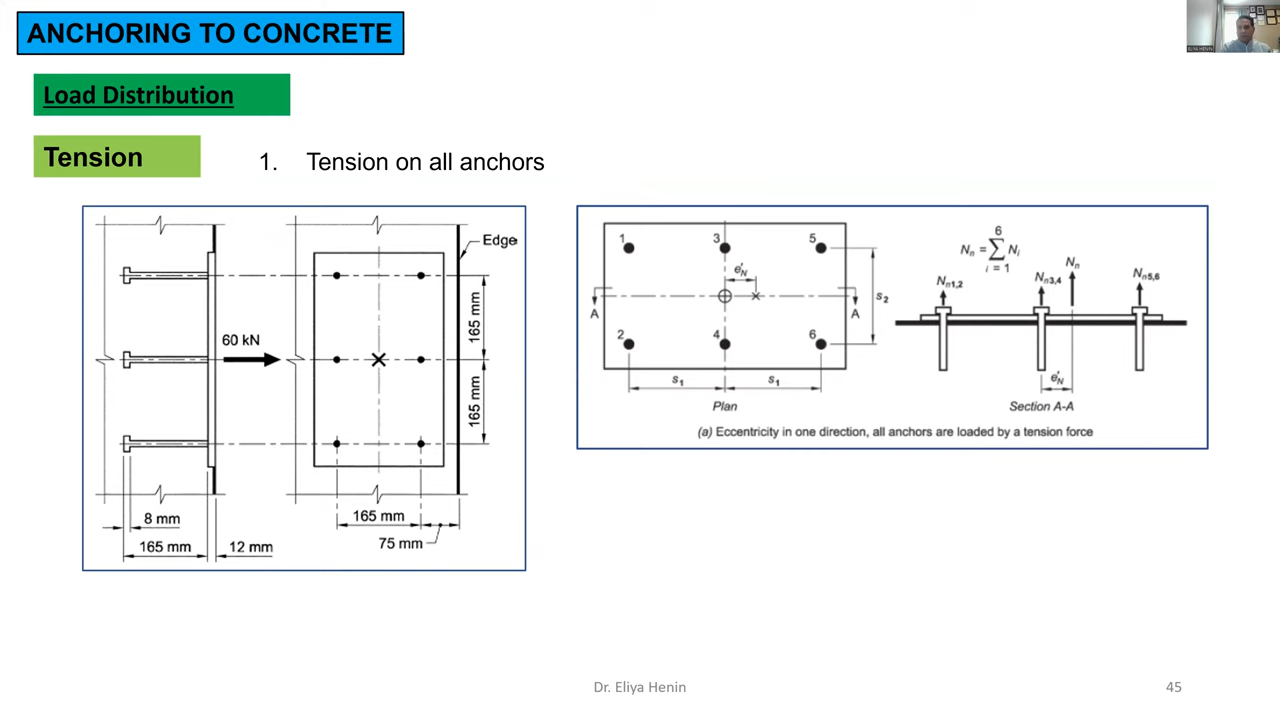 ANCHORING TO CONCRETE
Load Distribution
Tension
1. Tension on all anchors
Edge
60 kN
165 mm
165 mm
8 mm
165 mm
12 mm
165 mm
75 mm
1
3
5
e'N
A
A
s2
2
4
6
s1
s1
Plan
6
Nn = ∑ Ni
i = 1
Nn
Nn1,2
Nn3,4
Nn5,6
e'N
Section A-A
(a) Eccentricity in one direction, all anchors are loaded by a tension force
Dr. Eliya Henin
45